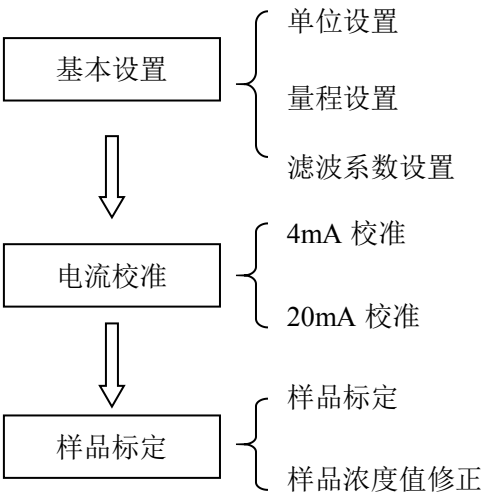 基本设置
单位设置
量程设置
滤波系数设置
电流校准
4mA 校准
20mA 校准
样品标定
样品标定
样品浓度值修正